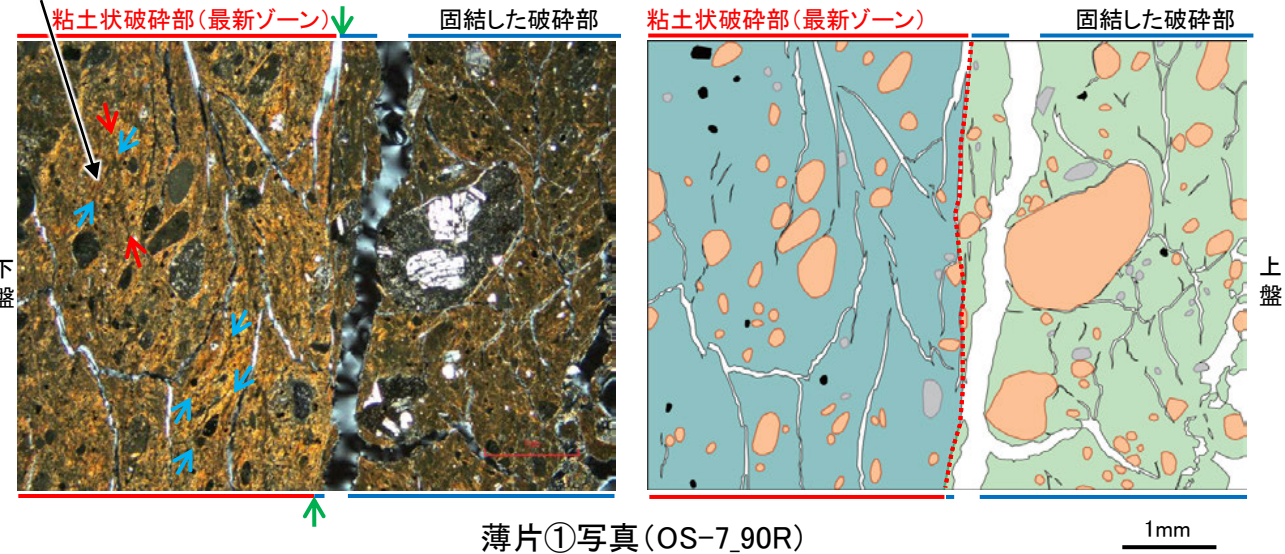 粘土状破砕部(最新ゾーン)
固結した破砕部
粘土状破砕部(最新ゾーン)
固結した破砕部
下盤
上盤
薄片①写真(OS-7_90R)
1mm